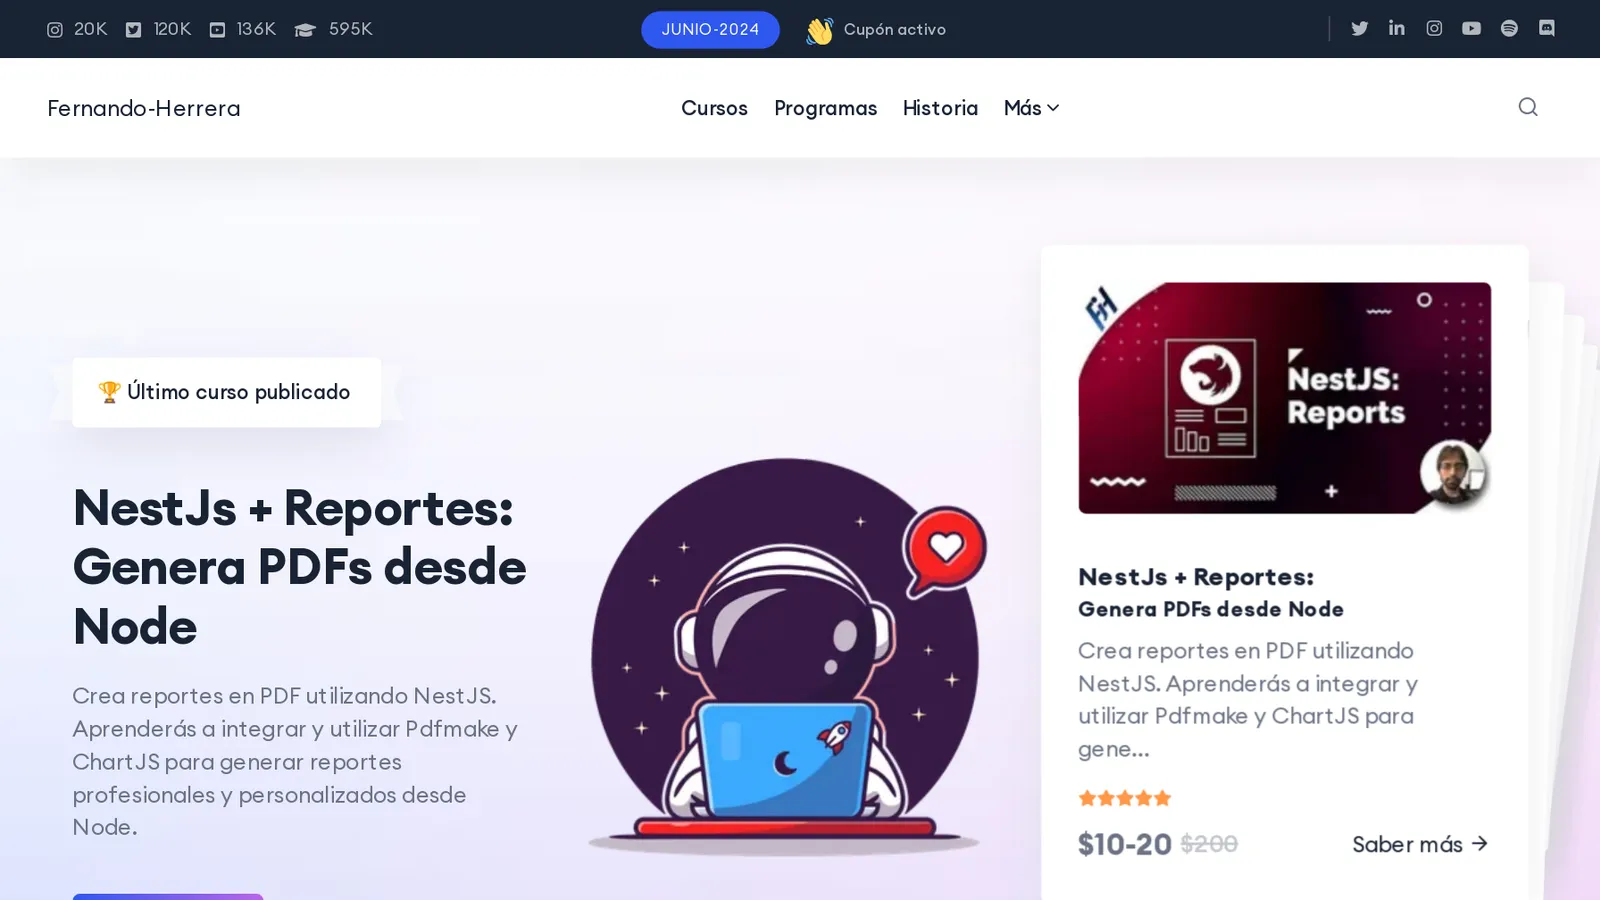 20K 120K 136K 595K
JUNIO-2024
Cupón activo
Fernando-Herrera
Cursos Programas Historia Más
Último curso publicado
NestJs + Reportes:
Genera PDFs desde
Node
Crea reportes en PDF utilizando NestJS.
Aprenderás a integrar y utilizar Pdfmake y
ChartJS para generar reportes
profesionales y personalizados desde
Node.
FH
NestJS:
Reports
NestJs + Reportes:
Genera PDFs desde Node
Crea reportes en PDF utilizando
NestJS. Aprenderás a integrar y
utilizar Pdfmake y ChartJS para
gene...
$10-20 $200
Saber más